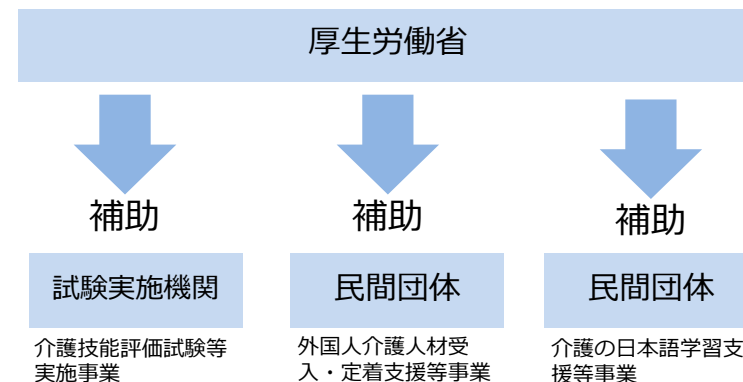 厚生労働省
補助
補助
補助
試験実施機関
民間団体
民間団体
介護技能評価試験等
実施事業
外国人介護人材受
入・定着支援等事業
介護の日本語学習支
援等事業